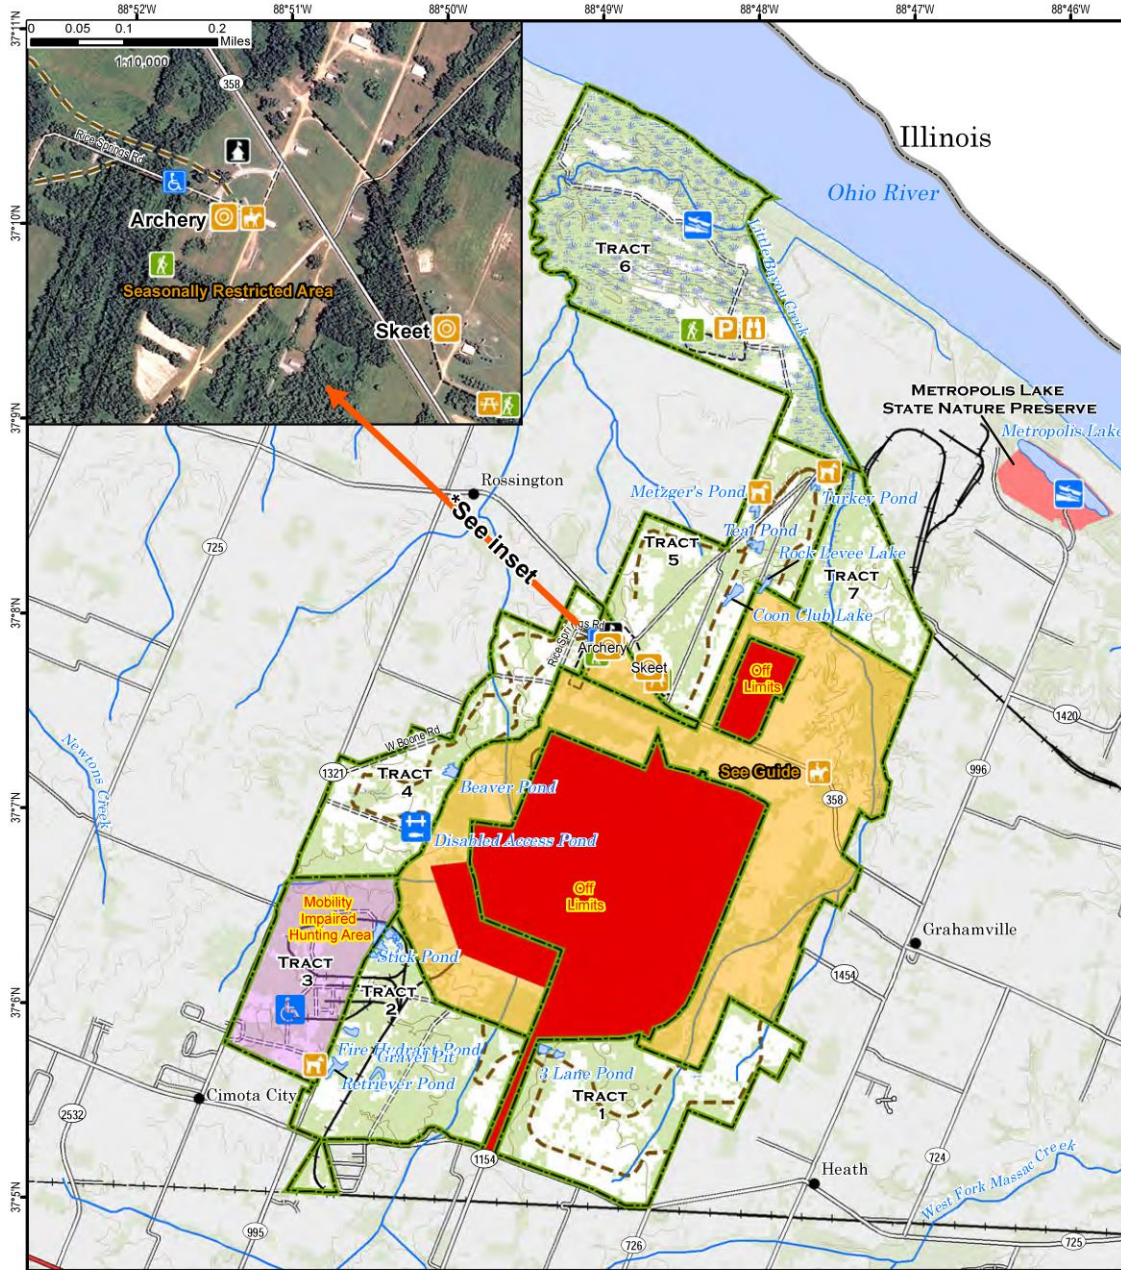 88°52'W
88°51'W
88°50'W
88°49'W
88°48'W
88°47'W
88°46'W
37°11'N
37°10'N
37°9'N
37°8'N
37°7'N
37°6'N
37°5'N
0 0.05 0.1 0.2
Miles
1:10,000
358
Rice Springs Rd
Archery
Seasonally Restricted Area
Skeet
Illinois
Ohio River
TRACT
6
P
Little Bayou Creek
METROPOLIS LAKE
STATE NATURE PRESERVE
Metropolis Lake
Rossington
*See inset
Metzger's Pond
Turkey Pond
Teal Pond
TRACT
5
Rock Levee Lake
TRACT
7
Coon Club Lake
725
Rice Springs Rd
Archery
Skeet
Off
Limits
1420
W Boone Rd
Newtons Creek
1321
TRACT
4
Beaver Pond
See Guide
996
358
Disabled Access Pond
Off
Limits
Mobility
Impaired
Hunting Area
Grahamville
Stick Pond
TRACT
3
TRACT
2
1454
Fire Hydrant Pond
Gravel Pit
Retriever Pond
3 Lane Pond
TRACT
1
Cimota City
2532
1154
724
Heath
West Fork Massac Creek
995
726
725